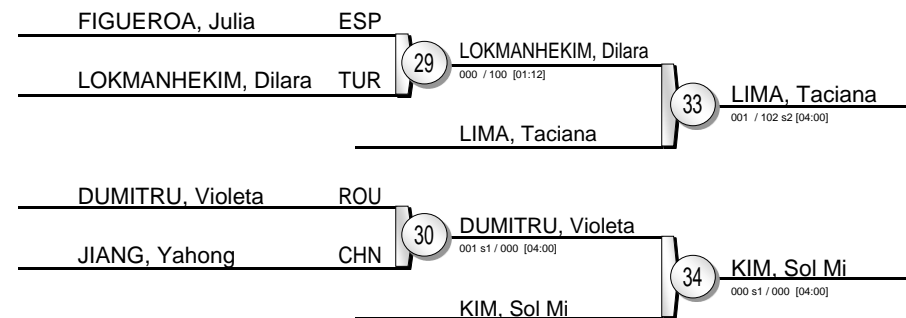 FIGUEROA, Julia ESP
LOKMANHEKIM, Dilara TUR
29
LOKMANHEKIM, Dilara
000 / 100 [01:12]
LIMA, Taciana
33
LIMA, Taciana
001 / 102 s2 [04:00]
DUMITRU, Violeta ROU
JIANG, Yahong CHN
30
DUMITRU, Violeta
001 s1 / 000 [04:00]
KIM, Sol Mi
34
KIM, Sol Mi
000 s1 / 000 [04:00]